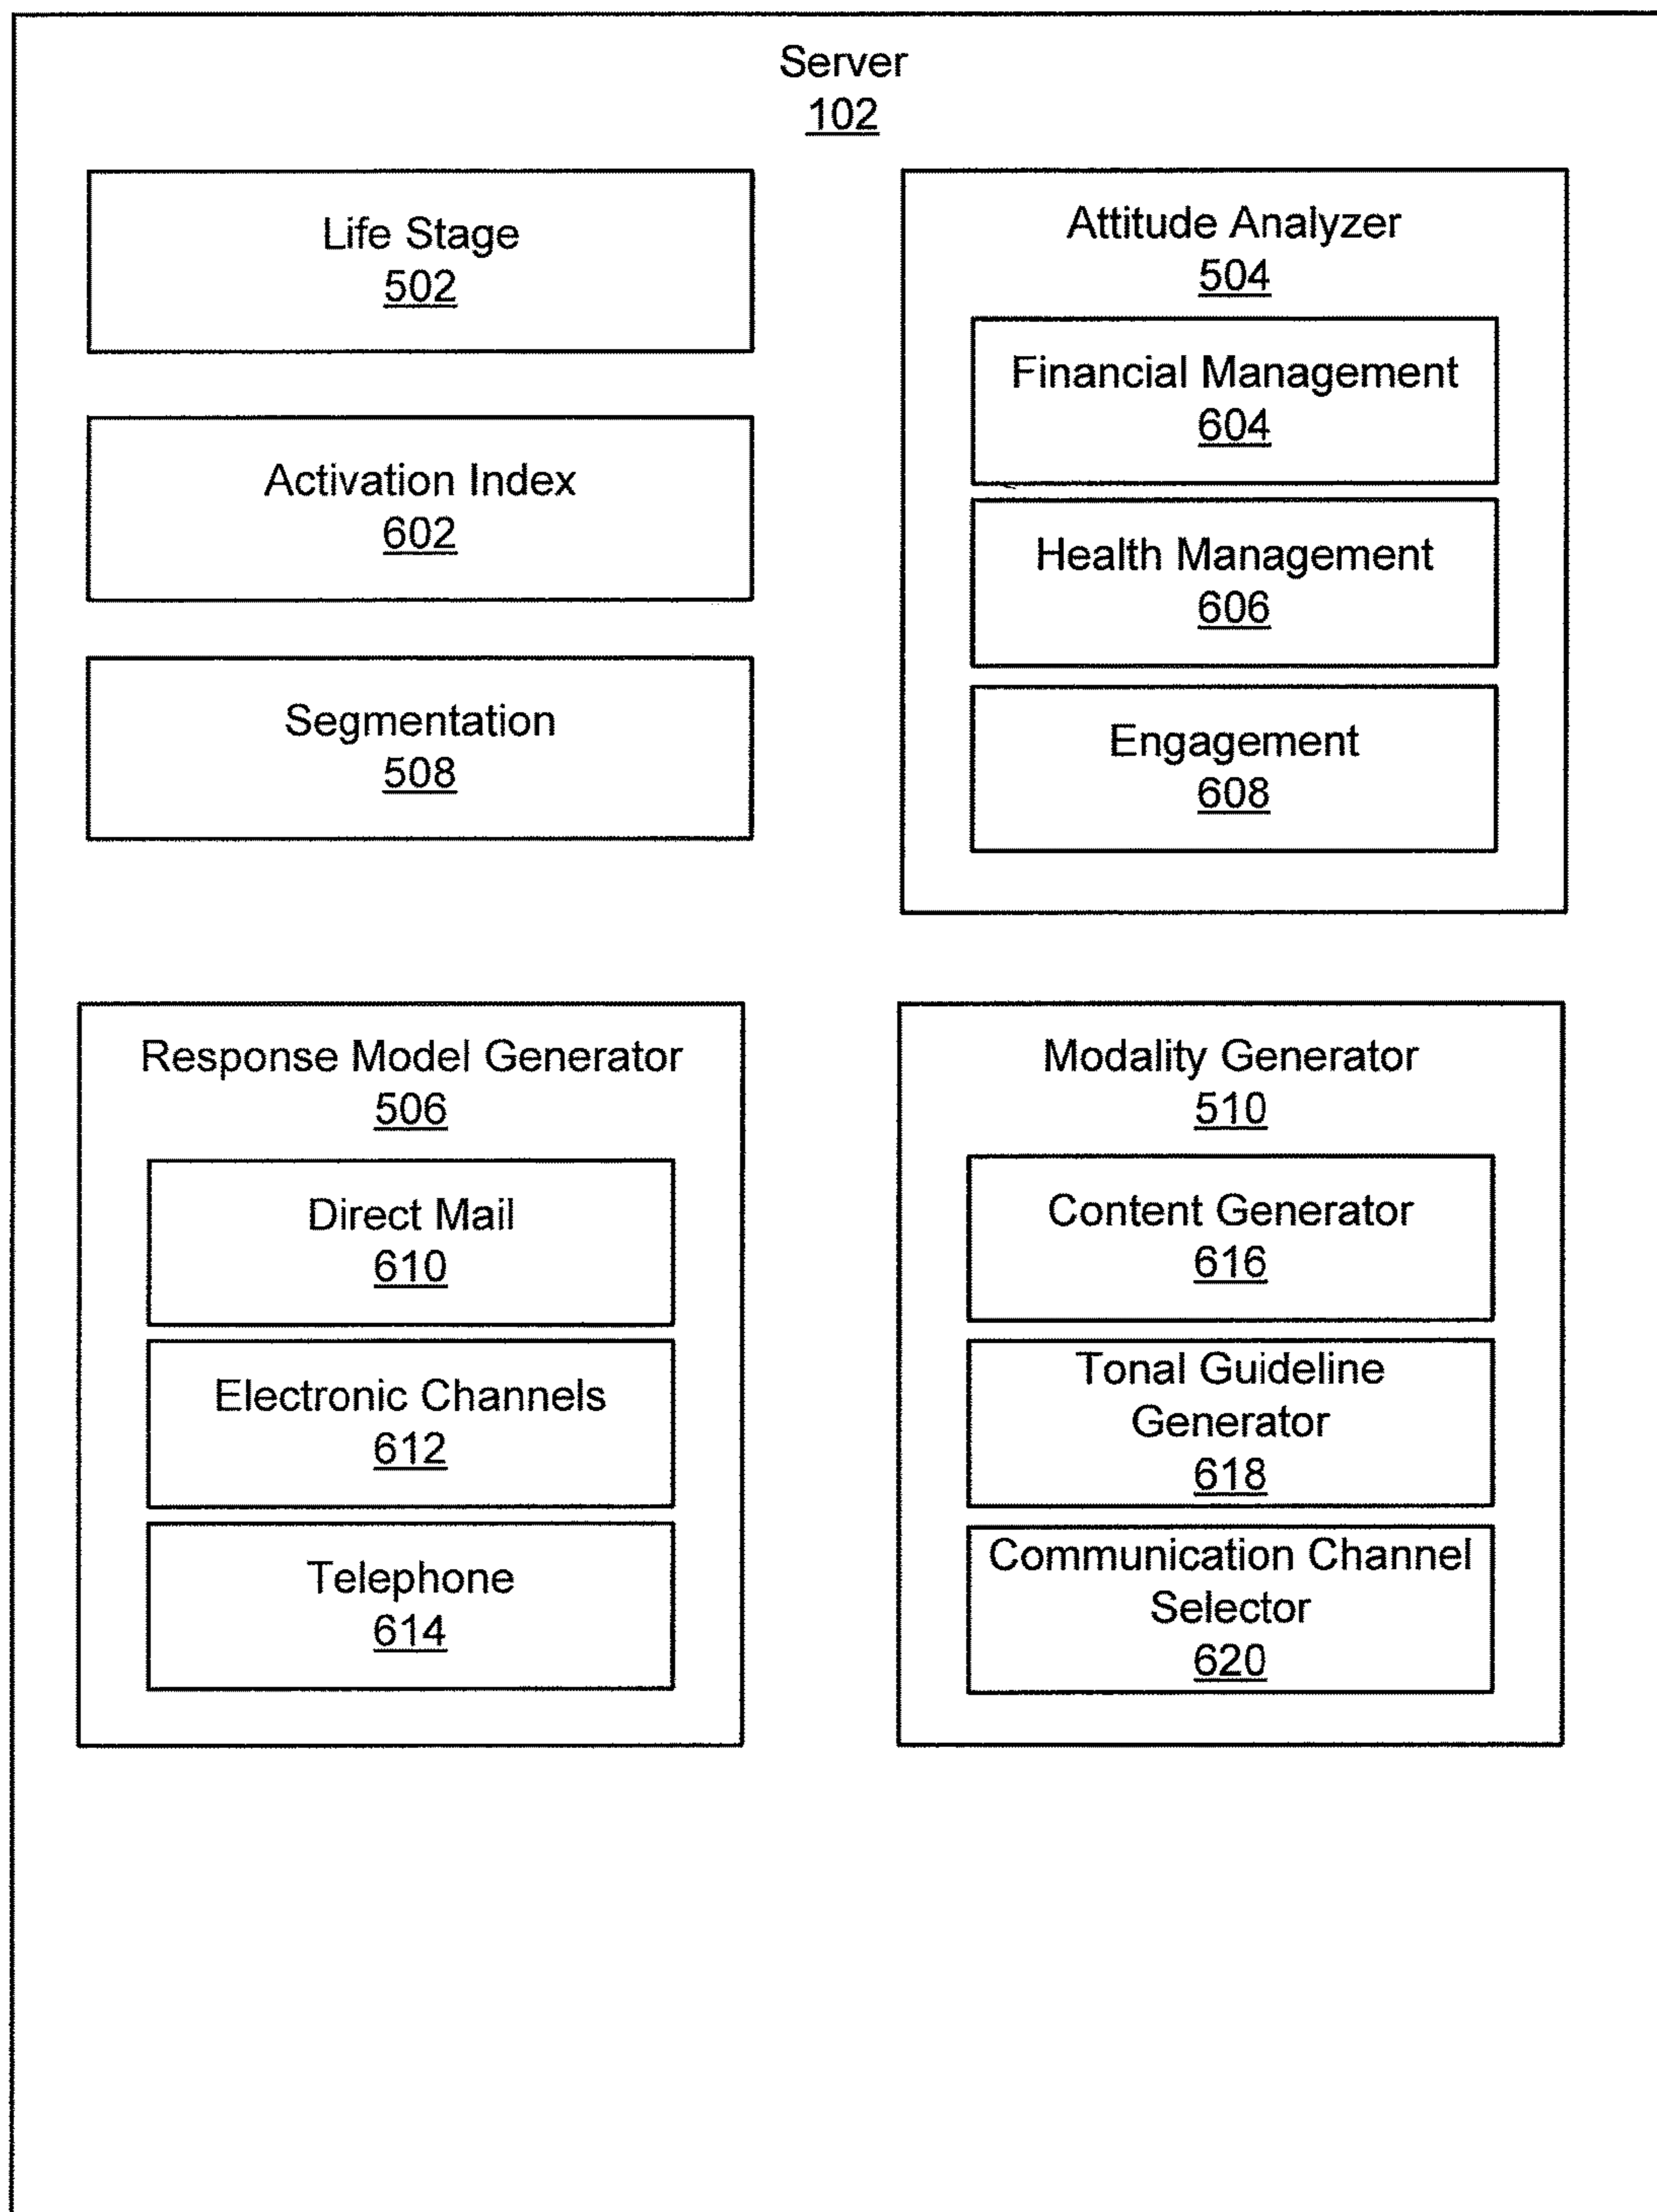 Server
102
Life Stage
502
Activation Index
602
Segmentation
508
Attitude Analyzer
504
Financial Management
604
Health Management
606
Engagement
608
Response Model Generator
506
Direct Mail
610
Electronic Channels
612
Telephone
614
Modality Generator
510
Content Generator
616
Tonal Guideline
Generator
618
Communication Channel
Selector
620